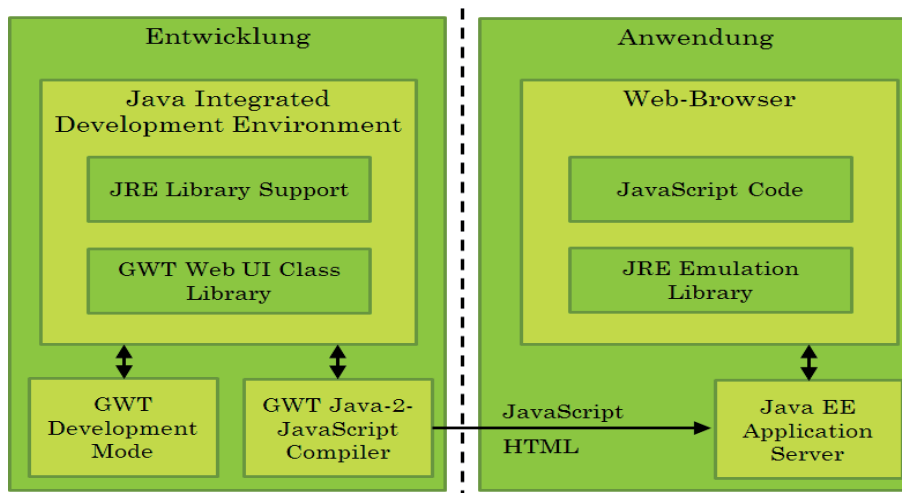 Entwicklung
Java Integrated
Development Environment
JRE Library Support
GWT Web UI Class
Library
GWT
Development
Mode
GWT Java-2-
JavaScript
Compiler
JavaScript
HTML
Anwendung
Web-Browser
JavaScript Code
JRE Emulation
Library
Java EE
Application
Server